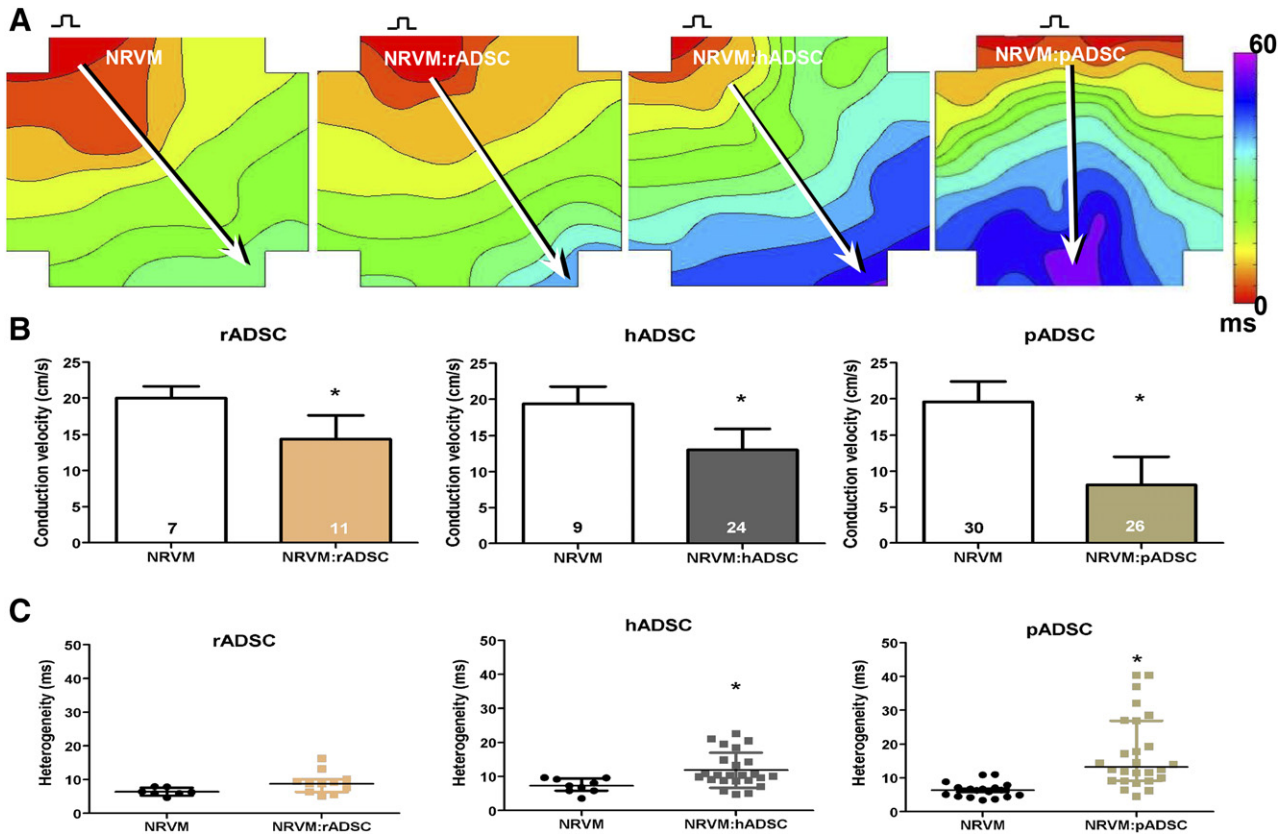 A
NRVM
NRVM:rADSC
NRVM:hADSC
NRVM:pADSC
60
0
ms
B
rADSC
Conduction velocity (cm/s)
25
20
15
10
5
0
*
7
11
NRVM
NRVM:rADSC
hADSC
Conduction velocity (cm/s)
25
20
15
10
5
0
*
9
24
NRVM
NRVM:hADSC
pADSC
Conduction velocity (cm/s)
25
20
15
10
5
0
*
30
26
NRVM
NRVM:pADSC
C
rADSC
Heterogeneity (ms)
50
40
30
20
10
0
NRVM
NRVM:rADSC
hADSC
Heterogeneity (ms)
50
40
30
20
10
0
*
NRVM
NRVM:hADSC
pADSC
Heterogeneity (ms)
50
40
30
20
10
0
*
NRVM
NRVM:pADSC